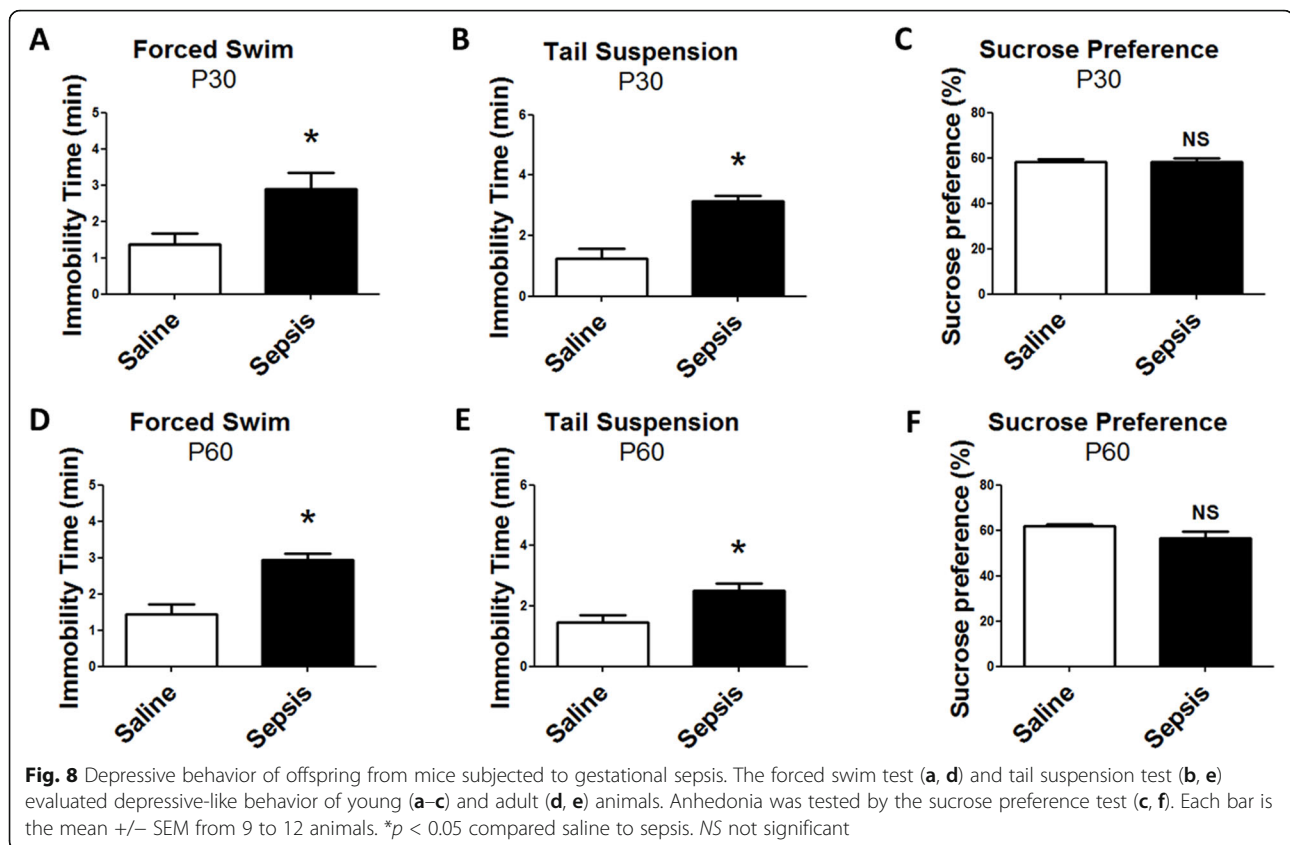 A
Forced Swim
P30
Immobility Time (min)
5
4
3
2
1
0
*
Saline
Sepsis
B
Tail Suspension
P30
Immobility Time (min)
6
4
2
0
*
Saline
Sepsis
C
Sucrose Preference
P30
Sucrose preference (%)
80
60
40
20
0
NS
Saline
Sepsis
D
Forced Swim
P60
Immobility Time (min)
5
4
3
2
1
0
*
Saline
Sepsis
E
Tail Suspension
P60
Immobility Time (min)
6
4
2
0
*
Saline
Sepsis
F
Sucrose Preference
P60
Sucrose preference (%)
80
60
40
20
0
NS
Saline
Sepsis
Fig. 8 Depressive behavior of offspring from mice subjected to gestational sepsis. The forced swim test (a, d) and tail suspension test (b, e)
evaluated depressive-like behavior of young (a–c) and adult (d, e) animals. Anhedonia was tested by the sucrose preference test (c, f). Each bar is
the mean +/− SEM from 9 to 12 animals. *p < 0.05 compared saline to sepsis. NS not significant